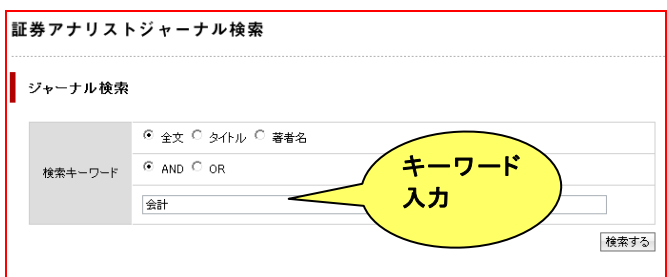 証券アナリストジャーナル検索
ジャーナル検索
全文 タイトル 著者名
検索キーワード
AND OR
会計
キーワード
入力
検索する